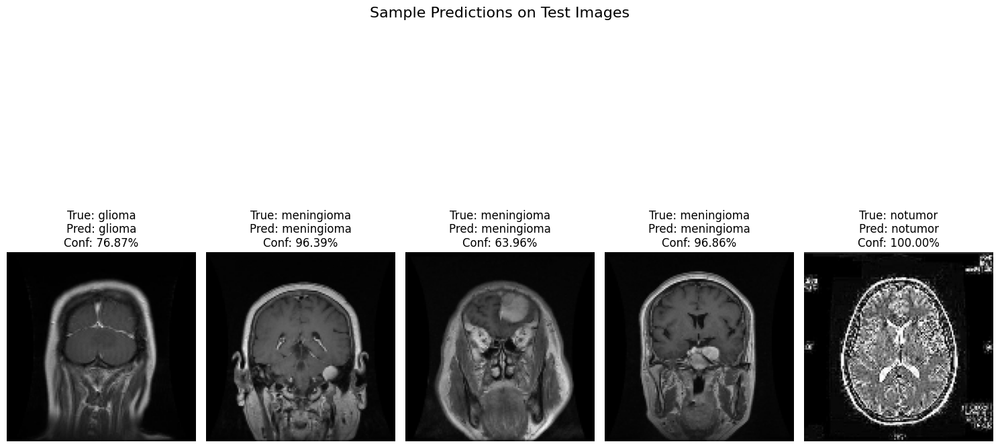 Sample Predictions on Test Images
True: glioma
Pred: glioma
Conf: 76.87%
True: meningioma
Pred: meningioma
Conf: 96.39%
True: meningioma
Pred: meningioma
Conf: 63.96%
True: meningioma
Pred: meningioma
Conf: 96.86%
True: notumor
Pred: notumor
Conf: 100.00%